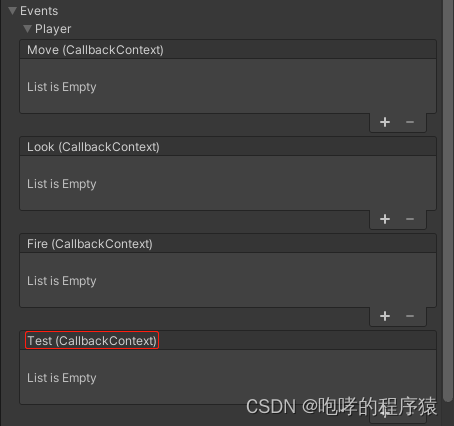 Events
Player
Move (CallbackContext)
List is Empty
+ −
Look (CallbackContext)
List is Empty
+ −
Fire (CallbackContext)
List is Empty
+ −
Test (CallbackContext)
List is Empty
+ −
CSDN @咆哮的程序猿